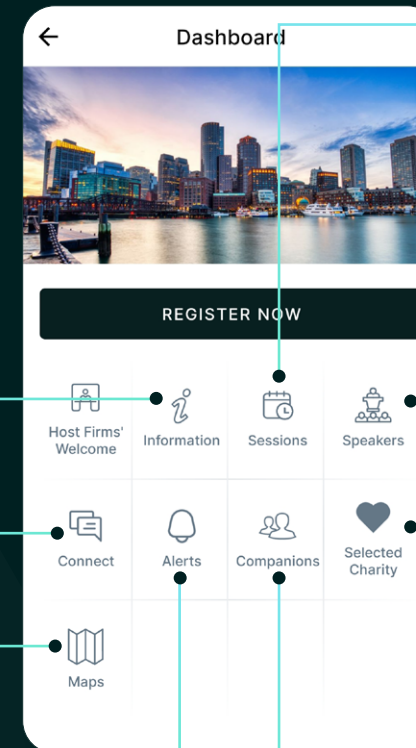 Dashboard
REGISTER NOW
Host Firms'
Welcome
Information
Sessions
Speakers
Connect
Alerts
Companions
Selected
Charity
Maps